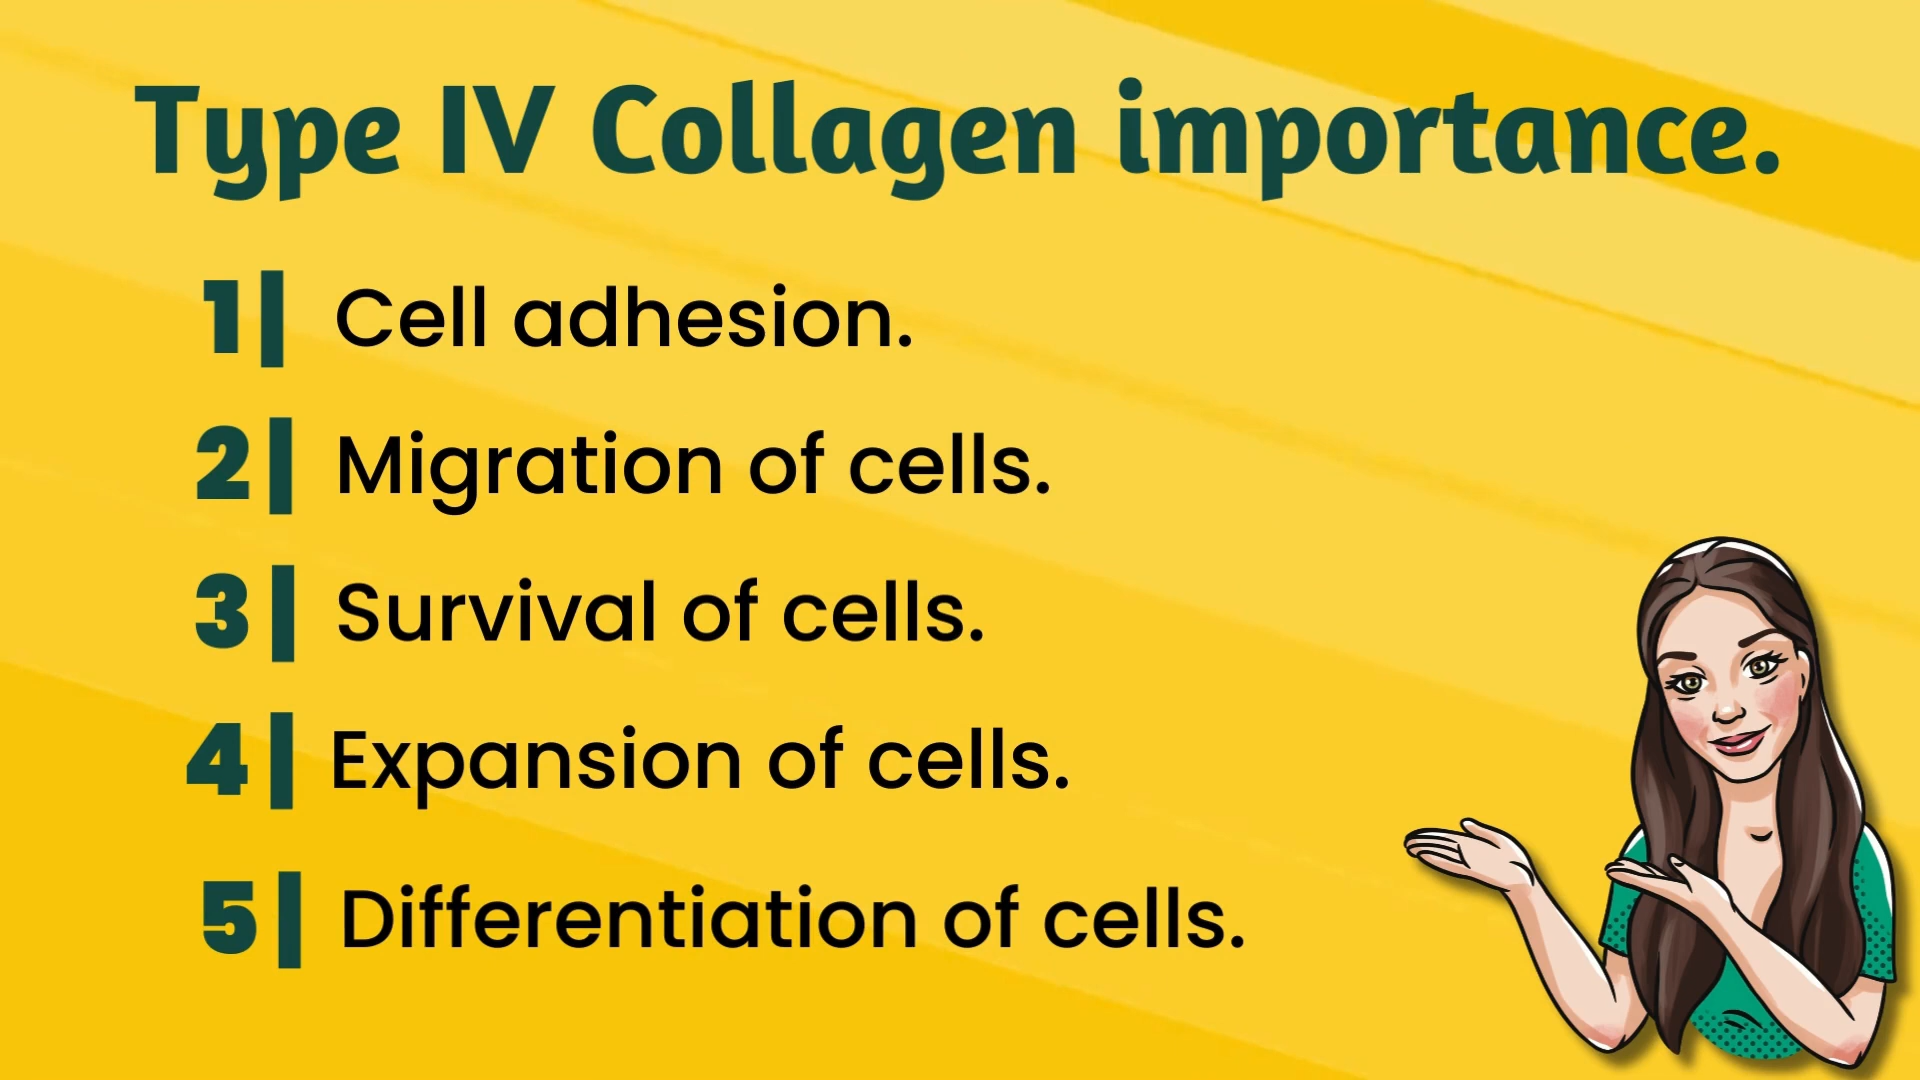 Type IV Collagen importance.
1| Cell adhesion.
2| Migration of cells.
3| Survival of cells.
4| Expansion of cells.
5| Differentiation of cells.